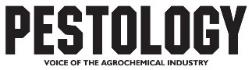 PESTOLOGY
VOICE OF THE AGROCHEMICAL INDUSTRY